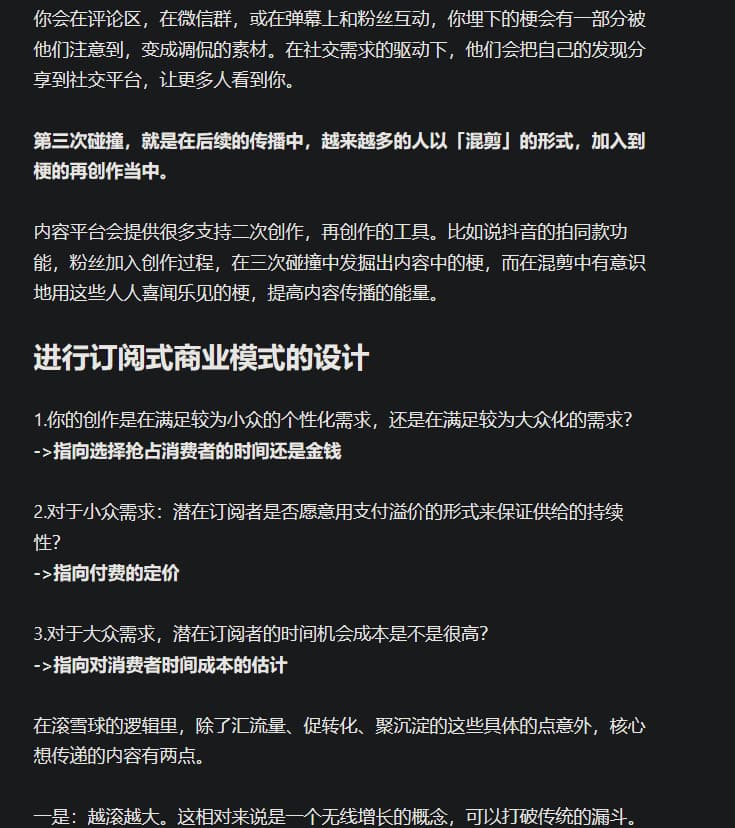 你会在评论区，在微信群，或在弹幕上和粉丝互动，你埋下的梗会有一部分被
他们注意到，变成调侃的素材。在社交需求的驱动下，他们会把自己的发现分
享到社交平台，让更多人看到你。
第三次碰撞，就是在后续的传播中，越来越多的人以「混剪」的形式，加入到
梗的再创作当中。
内容平台会提供很多支持二次创作，再创作的工具。比如说抖音的拍同款功
能，粉丝加入创作过程，在三次碰撞中发掘出内容中的梗，而在混剪中有意识
地用这些人人喜闻乐见的梗，提高内容传播的能量。
进行订阅式商业模式的设计
1.你的创作是在满足较为小众的个性化需求，还是在满足较为大众化的需求？
->指向选择抢占消费者的时间还是金钱
2.对于小众需求：潜在订阅者是否愿意用支付溢价的形式来保证供给的持续
性？
->指向付费的定价
3.对于大众需求，潜在订阅者的时间机会成本是不是很高？
->指向对消费者时间成本的估计
在滚雪球的逻辑里，除了汇流量、促转化、聚沉淀的这些具体的点意外，核心
想传递的内容有两点。
一是：越滚越大。这相对来说是一个无线增长的概念，可以打破传统的漏斗。